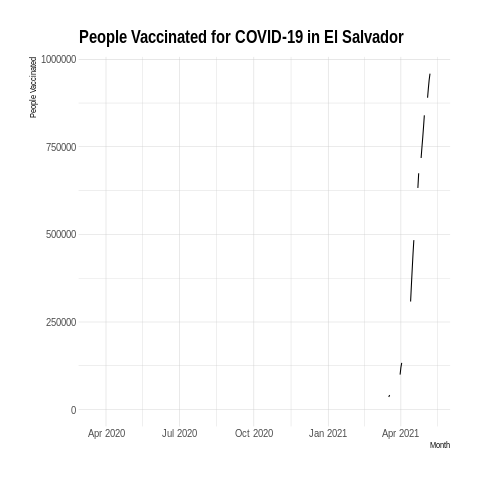 People Vaccinated for COVID-19 in El Salvador
People Vaccinated
1000000
750000
500000
250000
0
Apr 2020 Jul 2020 Oct 2020 Jan 2021 Apr 2021
Month